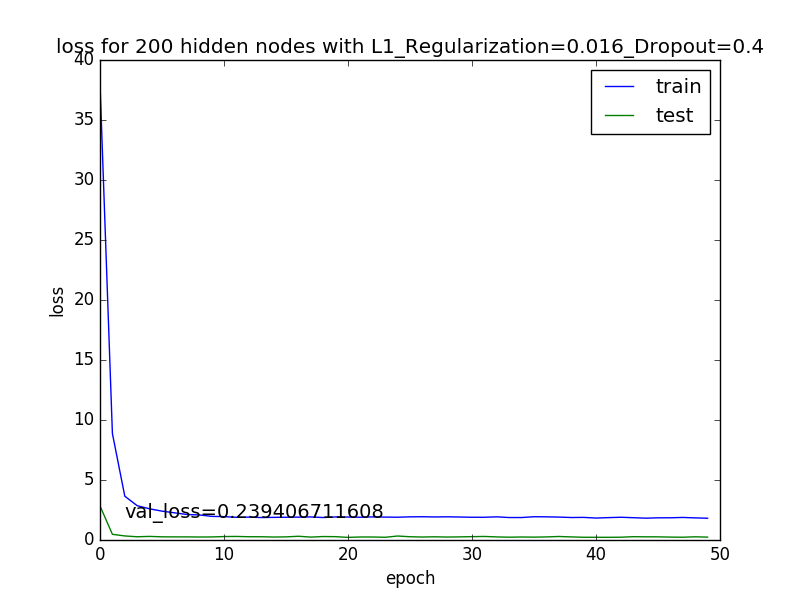 loss for 200 hidden nodes with L1_Regularization=0.016_Dropout=0.4
40
35
30
25
20
15
10
5
0
loss
train
test
val_loss=0.239406711608
0 10 20 30 40 50
epoch